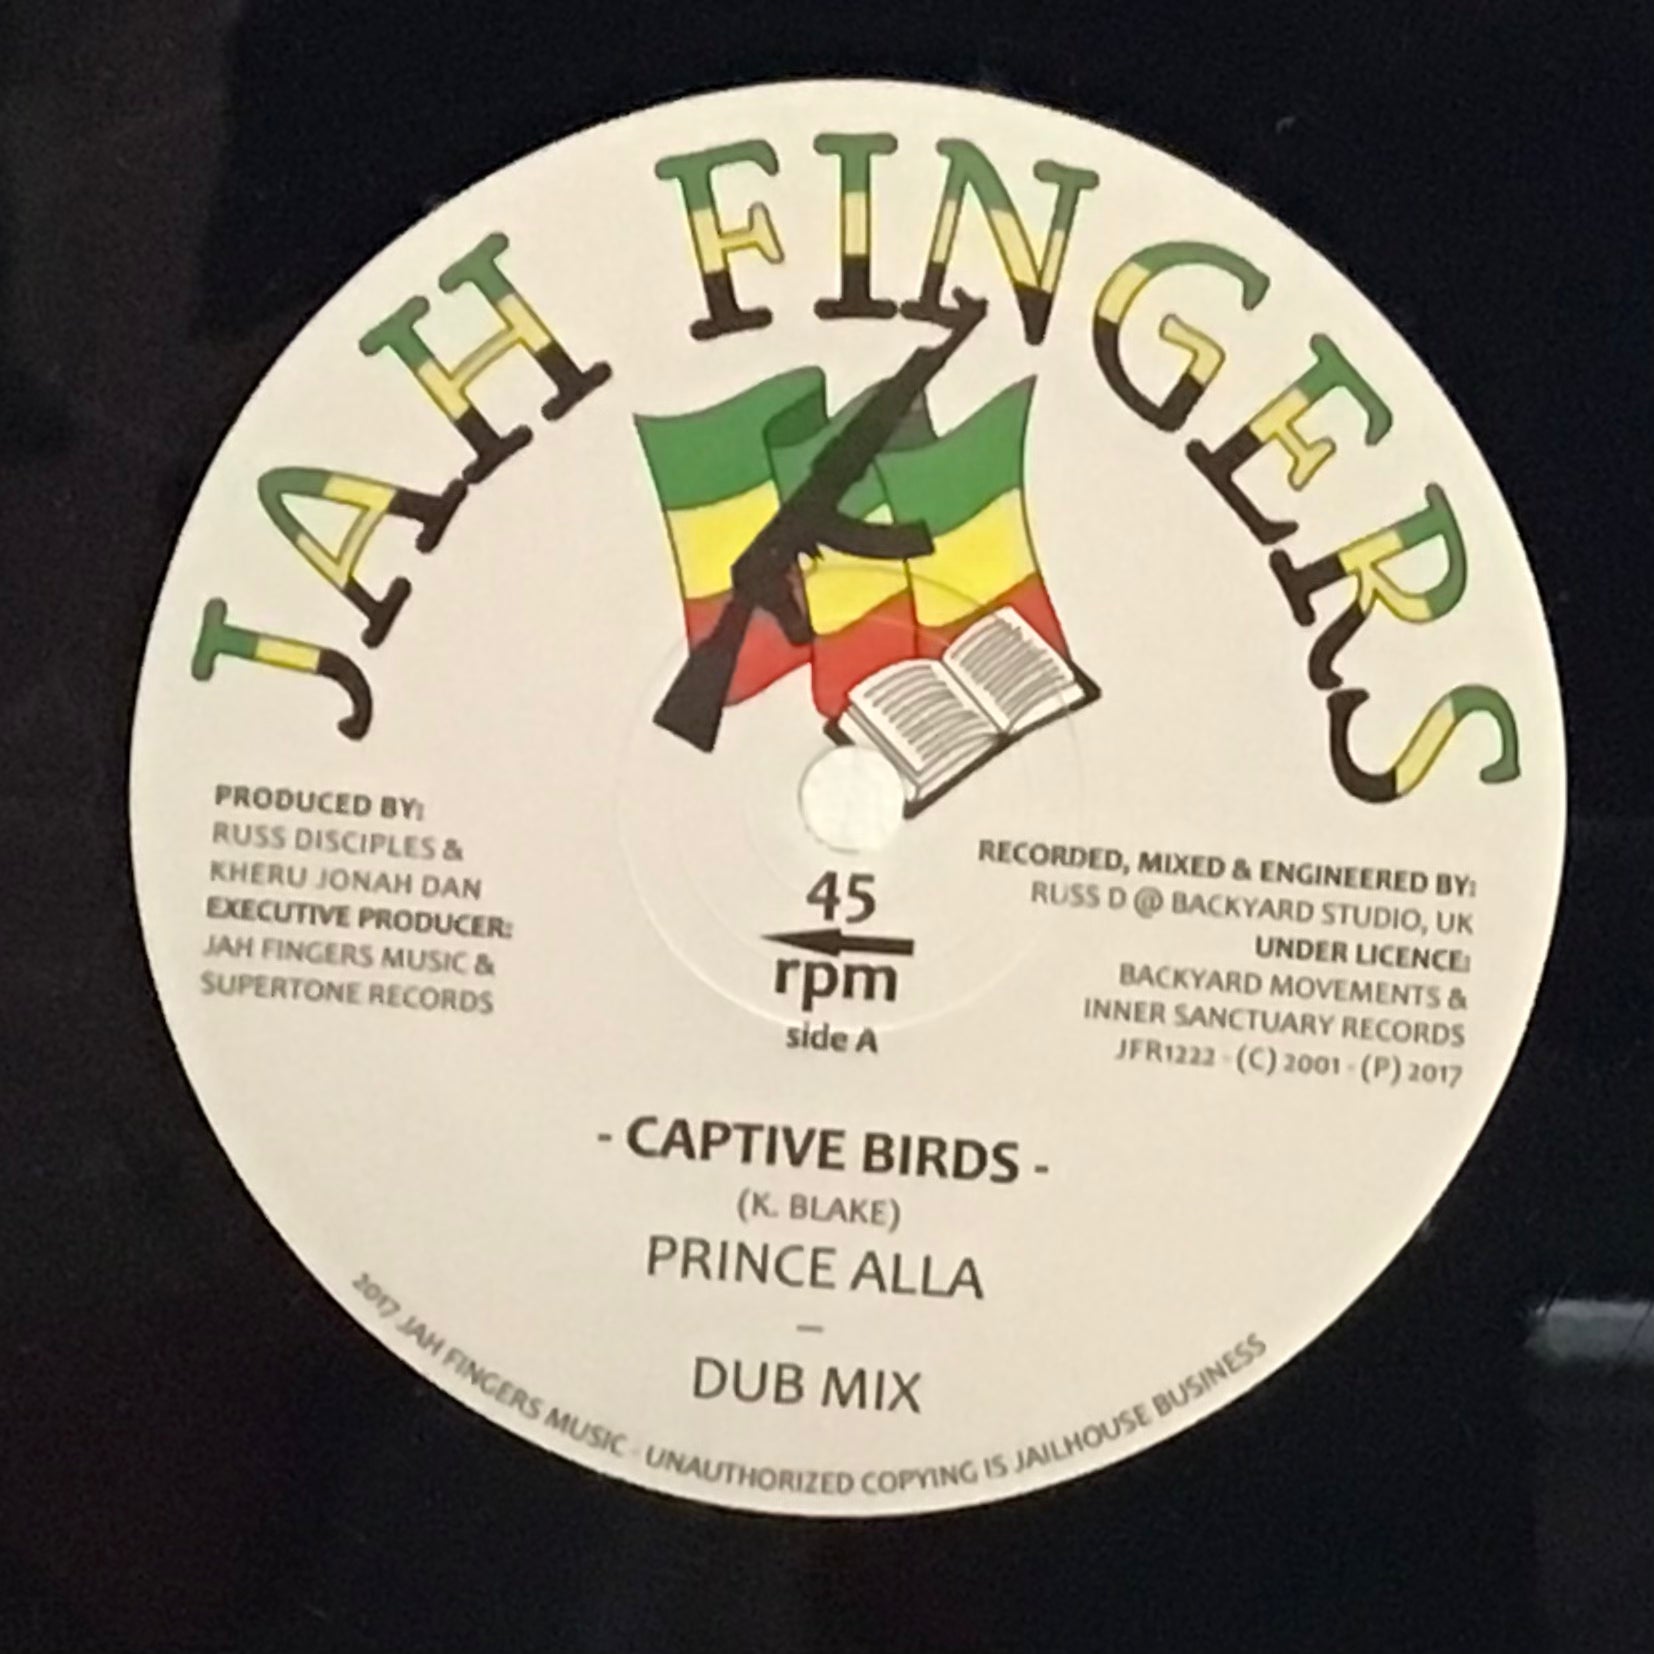 JAH FINGERS
PRODUCED BY:
RUSS DISCIPLES &
KHERU JONAH DAN
EXECUTIVE PRODUCER:
JAH FINGERS MUSIC &
SUPERTONE RECORDS
45
rpm
side A
RECORDED, MIXED & ENGINEERED BY:
RUSS D @ BACKYARD STUDIO, UK
UNDER LICENCE:
BACKYARD MOVEMENTS &
INNER SANCTUARY RECORDS
JFR1222 - (C) 2001 - (P) 2017
- CAPTIVE BIRDS -
(K. BLAKE)
PRINCE ALLA
–
DUB MIX
2017 JAH FINGERS MUSIC - UNAUTHORIZED COPYING IS JAILHOUSE BUSINESS